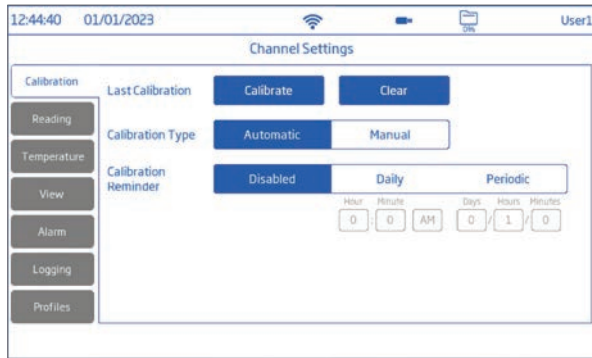 12:44:40 01/01/2023 0% User1
Channel Settings
Calibration
Last Calibration Calibrate Clear
Reading
Calibration Type Automatic Manual
Temperature
Calibration Reminder Disabled Daily Periodic
View
Hour Minute Days Hours Minutes
0 : 0 AM 0 / 1 / 0
Alarm
Logging
Profiles